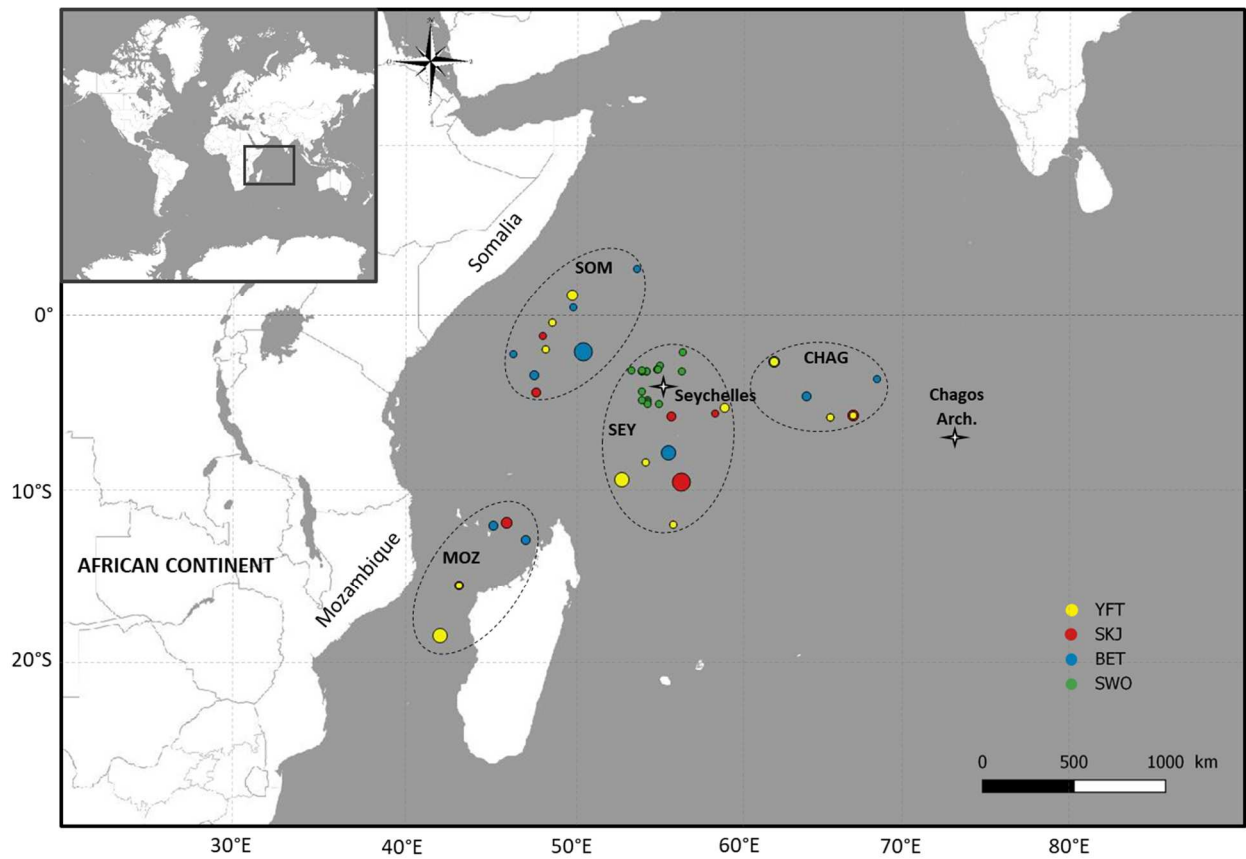 Somalia
SOM
0°
CHAG
Seychelles
Chagos
Arch.
SEY
10°S
MOZ
AFRICAN CONTINENT
Mozambique
YFT
SKJ
20°S
BET
SWO
0 500 1000 km
30°E 40°E 50°E 60°E 70°E 80°E